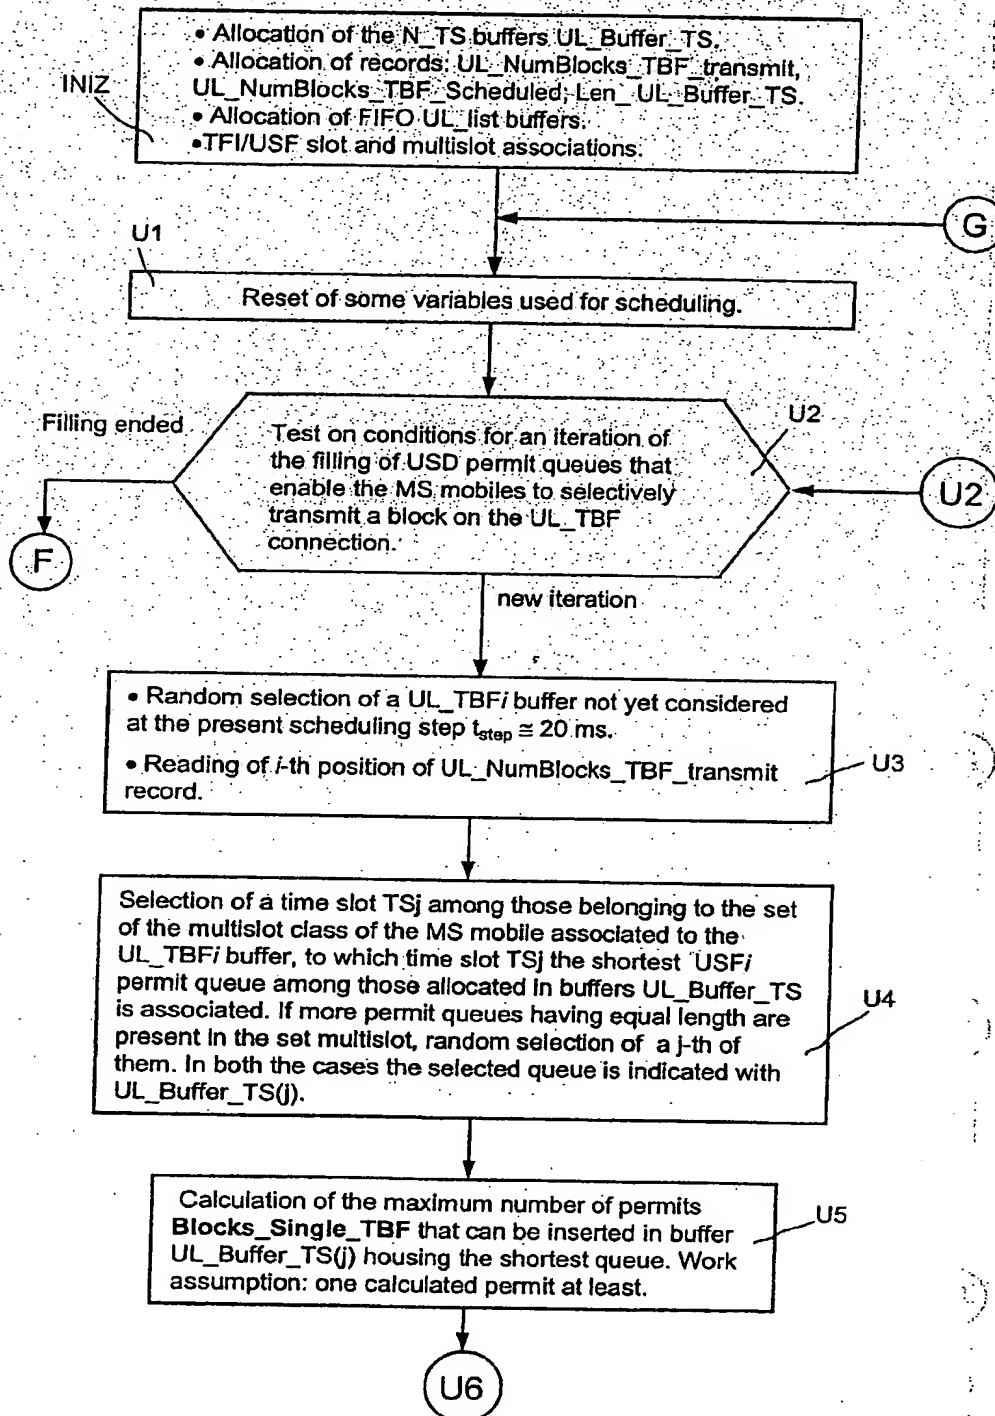 • Allocation of the N_TS buffers UL_Buffer_TS.
• Allocation of records: UL_NumBlocks_TBF_transmit,
UL_NumBlocks_TBF_Scheduled; Len_UL_Buffer_TS.
• Allocation of FIFO UL_list buffers.
•TFI/USF slot and multislot associations.
INIZ
G
U1
Reset of some variables used for scheduling.
Filling ended
U2
Test on conditions for an iteration of
the filling of USD permit queues that
enable the MS mobiles to selectively
transmit a block on the UL_TBF
connection.
U2
F
new iteration
• Random selection of a UL_TBFi buffer not yet considered
at the present scheduling step tstep ≅ 20 ms.
• Reading of i-th position of UL_NumBlocks_TBF_transmit
record.
U3
Selection of a time slot TSj among those belonging to the set
of the multislot class of the MS mobile associated to the
UL_TBFi buffer, to which time slot TSj the shortest USFi
permit queue among those allocated in buffers UL_Buffer_TS
is associated. If more permit queues having equal length are
present in the set multislot, random selection of a j-th of
them. In both the cases the selected queue is indicated with
UL_Buffer_TS(j).
U4
Calculation of the maximum number of permits
Blocks_Single_TBF that can be inserted in buffer
UL_Buffer_TS(j) housing the shortest queue. Work
assumption: one calculated permit at least.
U5
U6